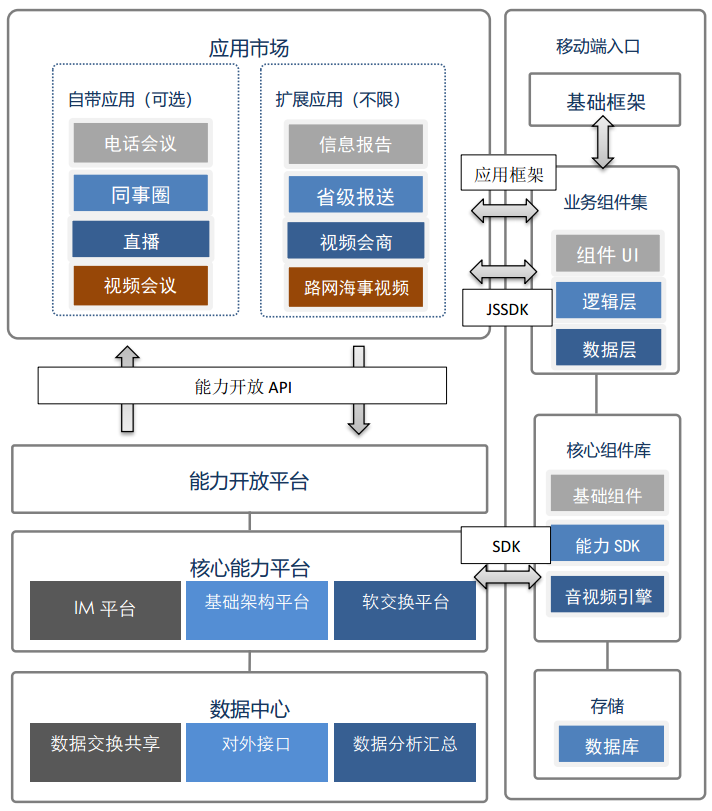 应用市场
自带应用（可选）
电话会议
同事圈
直播
视频会议
扩展应用（不限）
信息报告
省级报送
视频会商
路网海事视频
能力开放 API
能力开放平台
核心能力平台
IM 平台
基础架构平台
软交换平台
数据中心
数据交换共享
对外接口
数据分析汇总
应用框架
JSSDK
SDK
移动端入口
基础框架
业务组件集
组件 UI
逻辑层
数据层
核心组件库
基础组件
能力 SDK
音视频引擎
存储
数据库